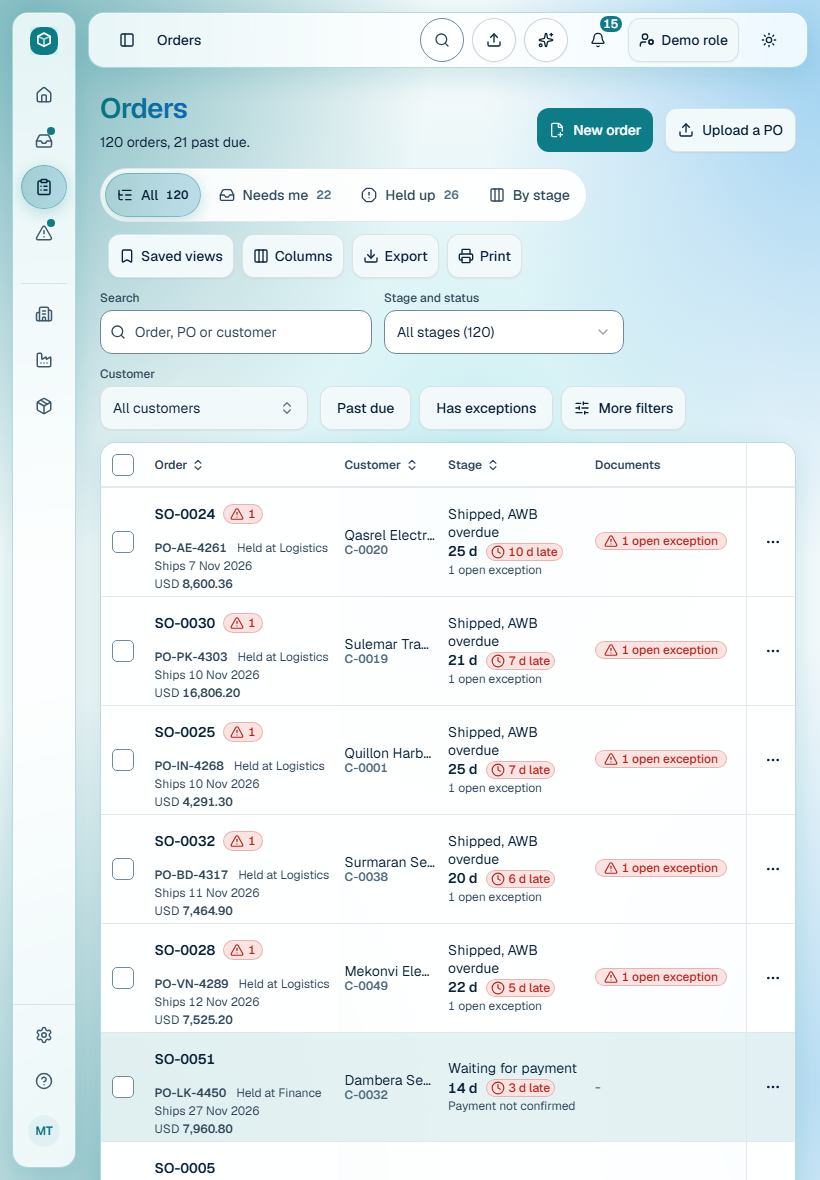 Orders
15
Demo role
Orders
120 orders, 21 past due.
New order
Upload a PO
All 120
Needs me 22
Held up 26
By stage
Saved views
Columns
Export
Print
Search
Stage and status
Order, PO or customer
All stages (120)
Customer
All customers
Past due
Has exceptions
More filters
Order
Customer
Stage
Documents
SO-0024 1
PO-AE-4261 Held at Logistics
Ships 7 Nov 2026
USD 8,600.36
Qasrel Electr...
C-0020
Shipped, AWB
overdue
25 d 10 d late
1 open exception
1 open exception
SO-0030 1
PO-PK-4303 Held at Logistics
Ships 10 Nov 2026
USD 16,806.20
Sulemar Tra...
C-0019
Shipped, AWB
overdue
21 d 7 d late
1 open exception
1 open exception
SO-0025 1
PO-IN-4268 Held at Logistics
Ships 10 Nov 2026
USD 4,291.30
Quillon Harb...
C-0001
Shipped, AWB
overdue
25 d 7 d late
1 open exception
1 open exception
SO-0032 1
PO-BD-4317 Held at Logistics
Ships 11 Nov 2026
USD 7,464.90
Surmaran Se...
C-0038
Shipped, AWB
overdue
20 d 6 d late
1 open exception
1 open exception
SO-0028 1
PO-VN-4289 Held at Logistics
Ships 12 Nov 2026
USD 7,525.20
Mekonvi Ele...
C-0049
Shipped, AWB
overdue
22 d 5 d late
1 open exception
1 open exception
SO-0051
PO-LK-4450 Held at Finance
Ships 27 Nov 2026
USD 7,960.80
Dambera Se...
C-0032
Waiting for payment
14 d 3 d late
Payment not confirmed
-
SO-0005
MT